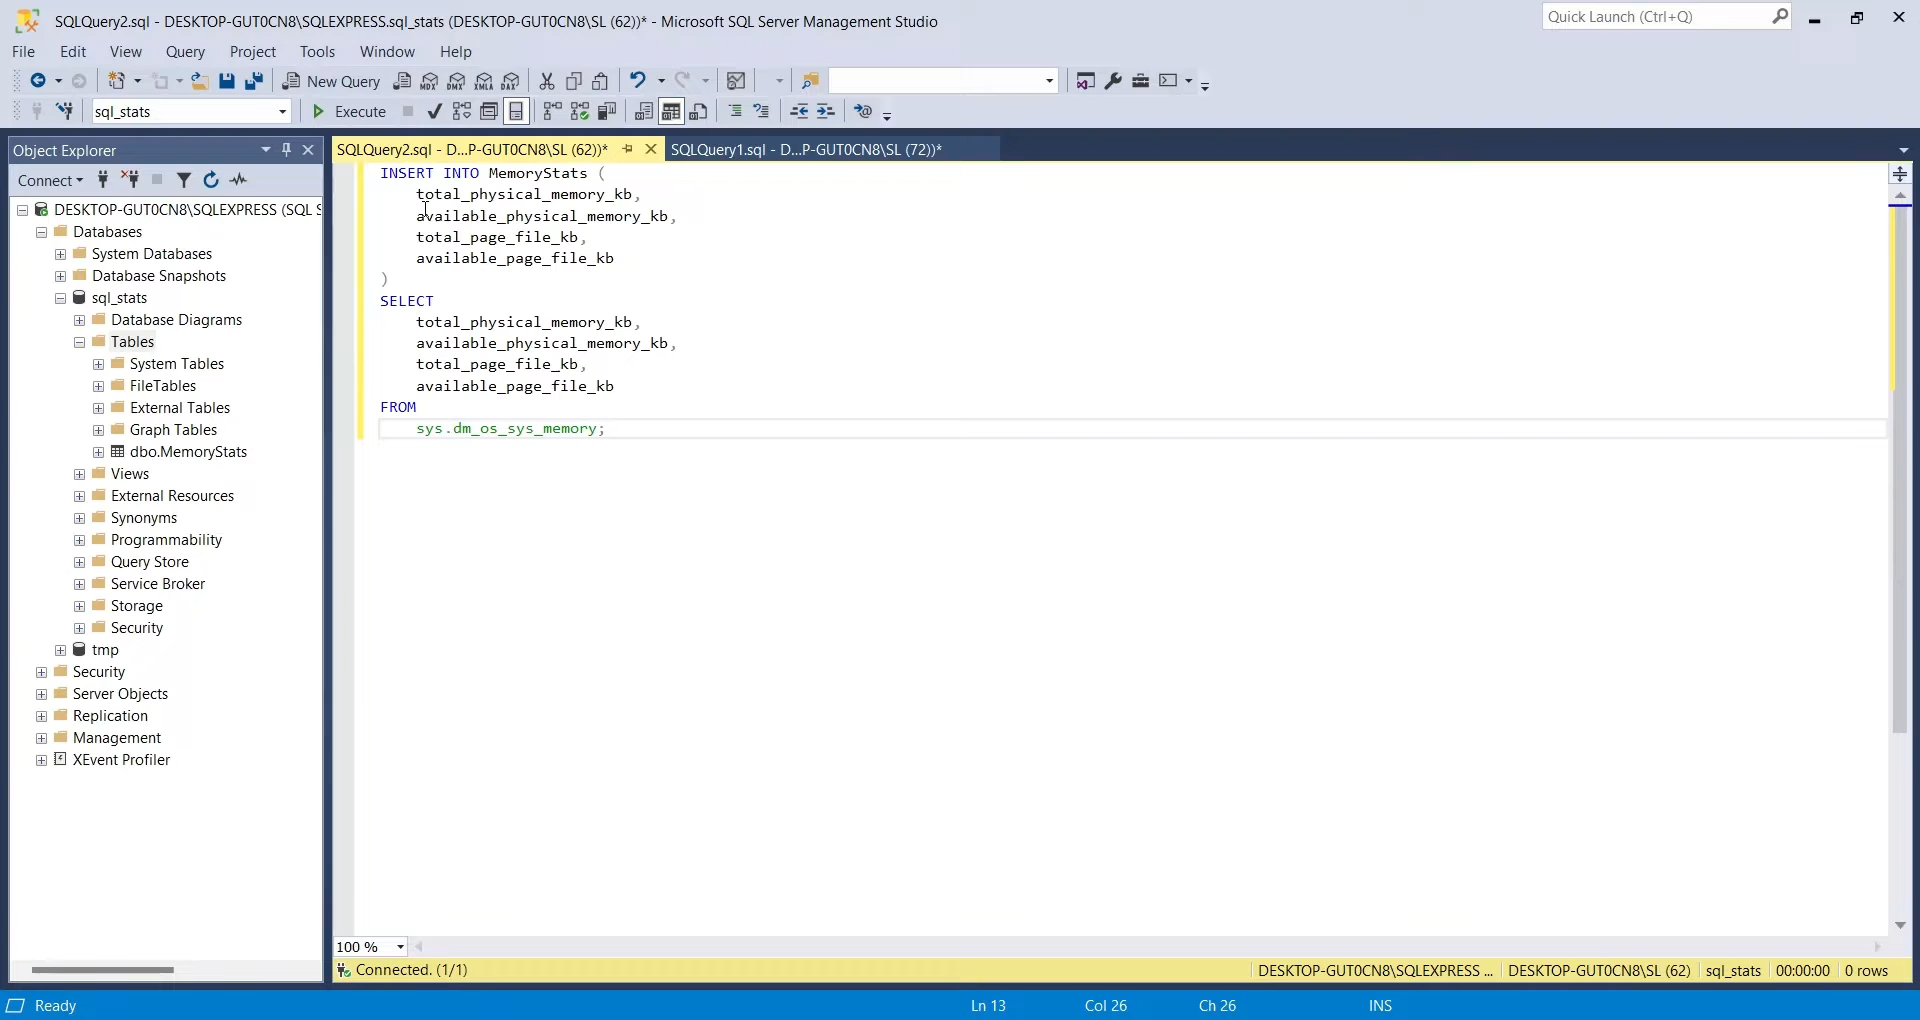 SQLQuery2.sql - DESKTOP-GUT0CN8\SQLEXPRESS.sql_stats (DESKTOP-GUT0CN8\SL (62))* - Microsoft SQL Server Management Studio
Quick Launch (Ctrl+Q)
File Edit View Query Project Tools Window Help
New Query MDX DMX XMLA DAX
sql_stats Execute
Object Explorer
Connect
DESKTOP-GUT0CN8\SQLEXPRESS (SQL S
Databases
System Databases
Database Snapshots
sql_stats
Database Diagrams
Tables
System Tables
FileTables
External Tables
Graph Tables
dbo.MemoryStats
Views
External Resources
Synonyms
Programmability
Query Store
Service Broker
Storage
Security
tmp
Security
Server Objects
Replication
Management
XEvent Profiler
SQLQuery2.sql - D...P-GUT0CN8\SL (62))* SQLQuery1.sql - D...P-GUT0CN8\SL (72))*
INSERT INTO MemoryStats (
total_physical_memory_kb,
available_physical_memory_kb,
total_page_file_kb,
available_page_file_kb
)
SELECT
total_physical_memory_kb,
available_physical_memory_kb,
total_page_file_kb,
available_page_file_kb
FROM
sys.dm_os_sys_memory;
100 %
Connected. (1/1) DESKTOP-GUT0CN8\SQLEXPRESS ... DESKTOP-GUT0CN8\SL (62) sql_stats 00:00:00 0 rows
Ready Ln 13 Col 26 Ch 26 INS